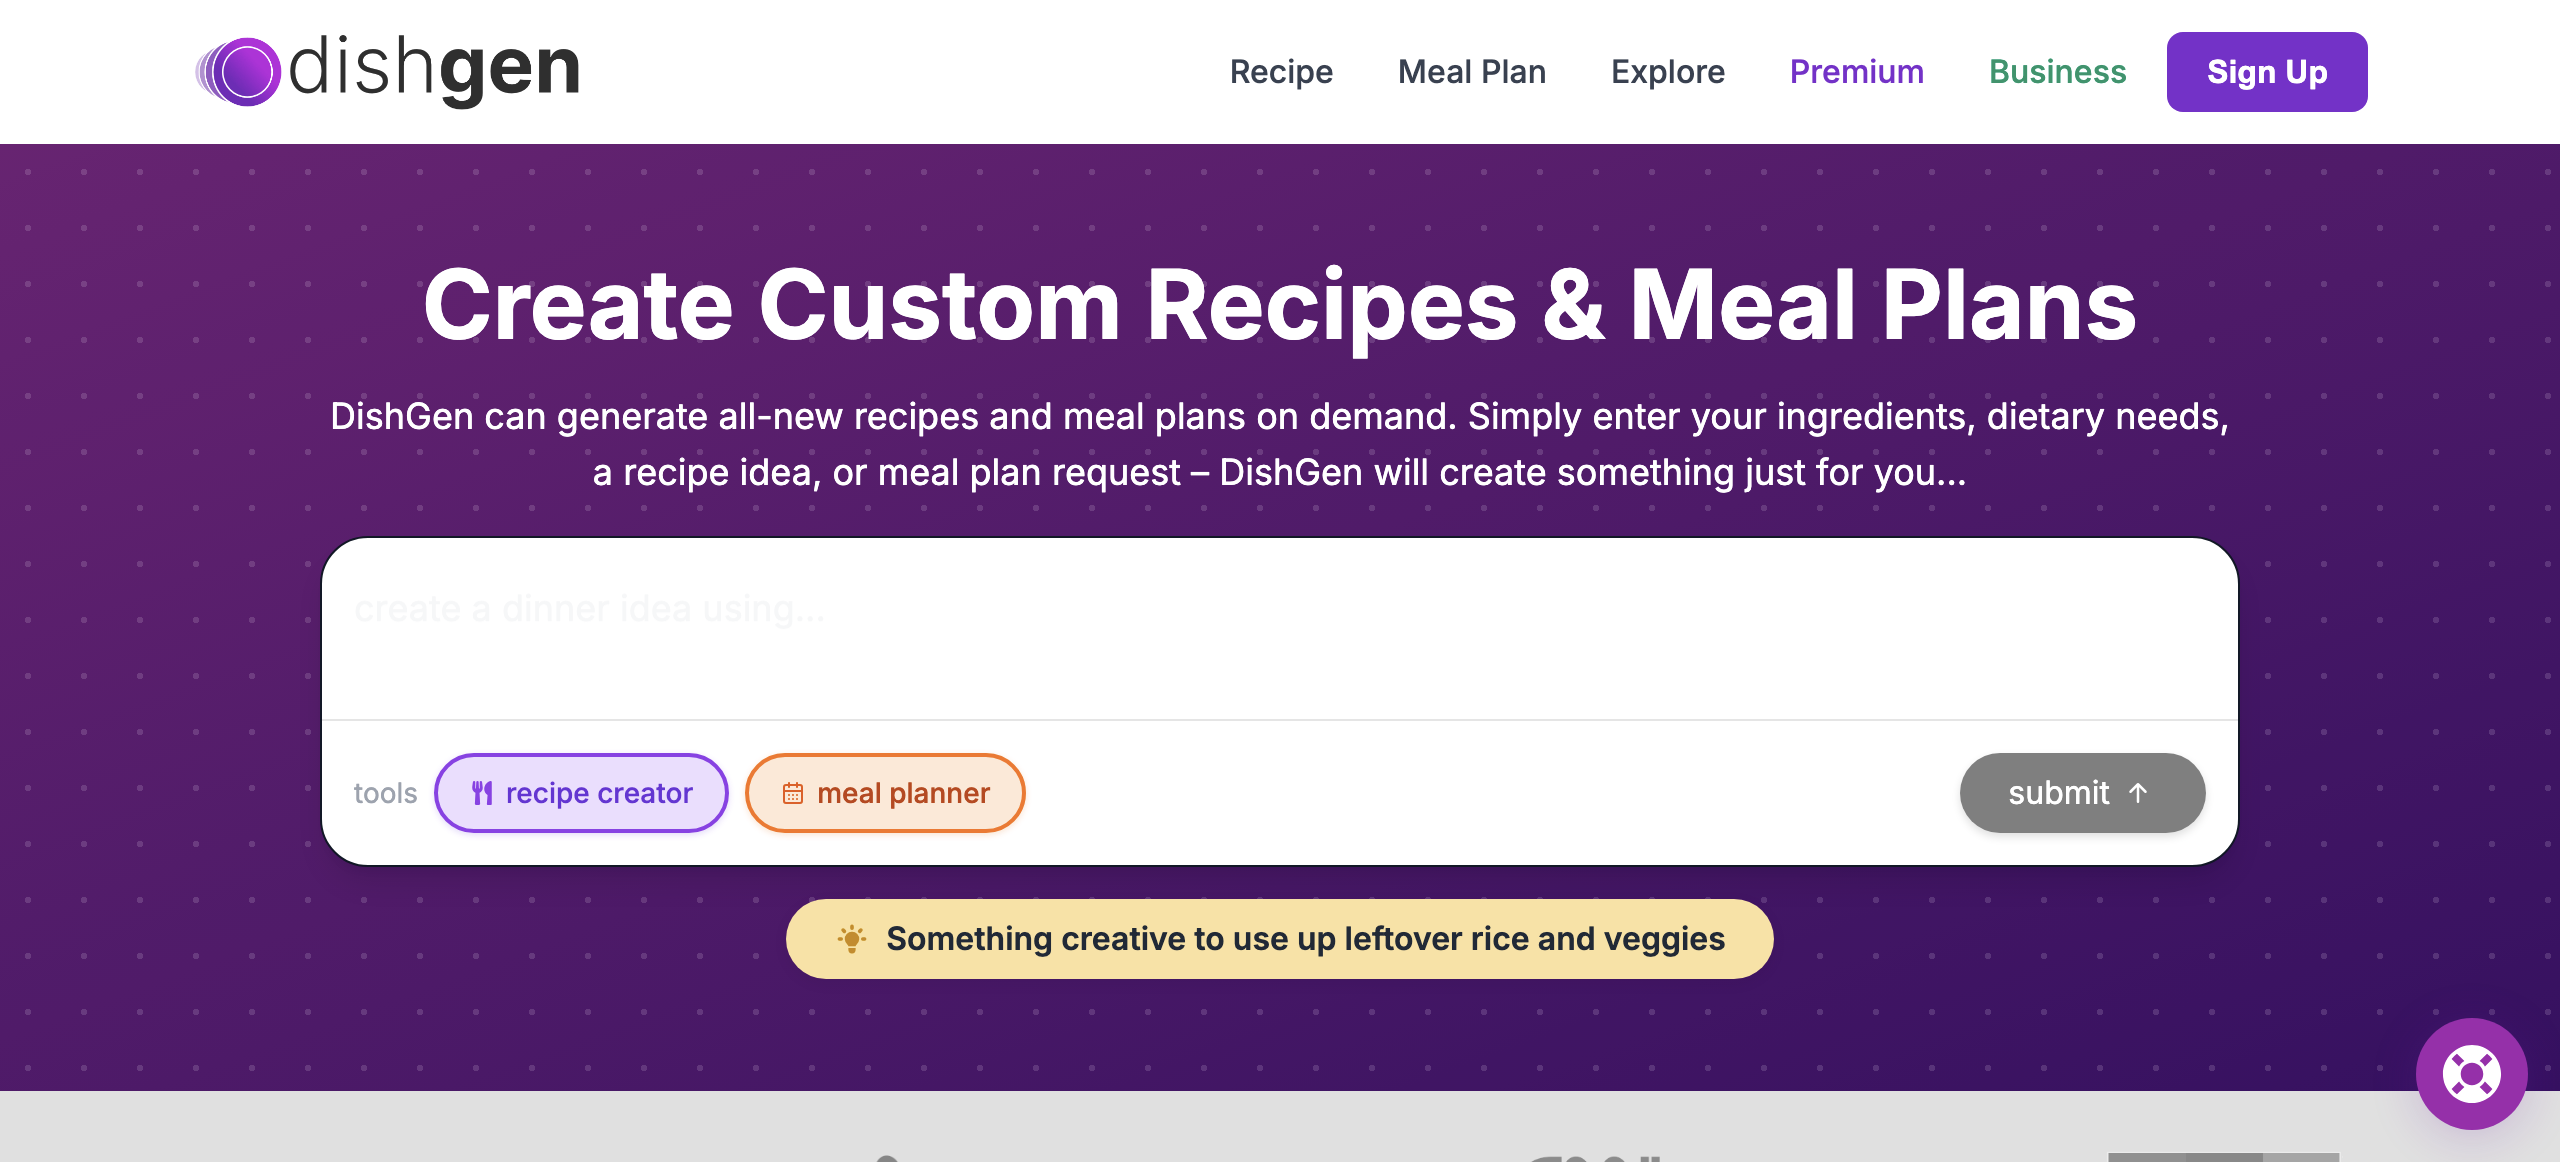 dishgen
Recipe
Meal Plan
Explore
Premium
Business
Sign Up
Create Custom Recipes & Meal Plans
DishGen can generate all-new recipes and meal plans on demand. Simply enter your ingredients, dietary needs,
a recipe idea, or meal plan request – DishGen will create something just for you...
create a dinner idea using...
tools
recipe creator
meal planner
submit ↑
Something creative to use up leftover rice and veggies